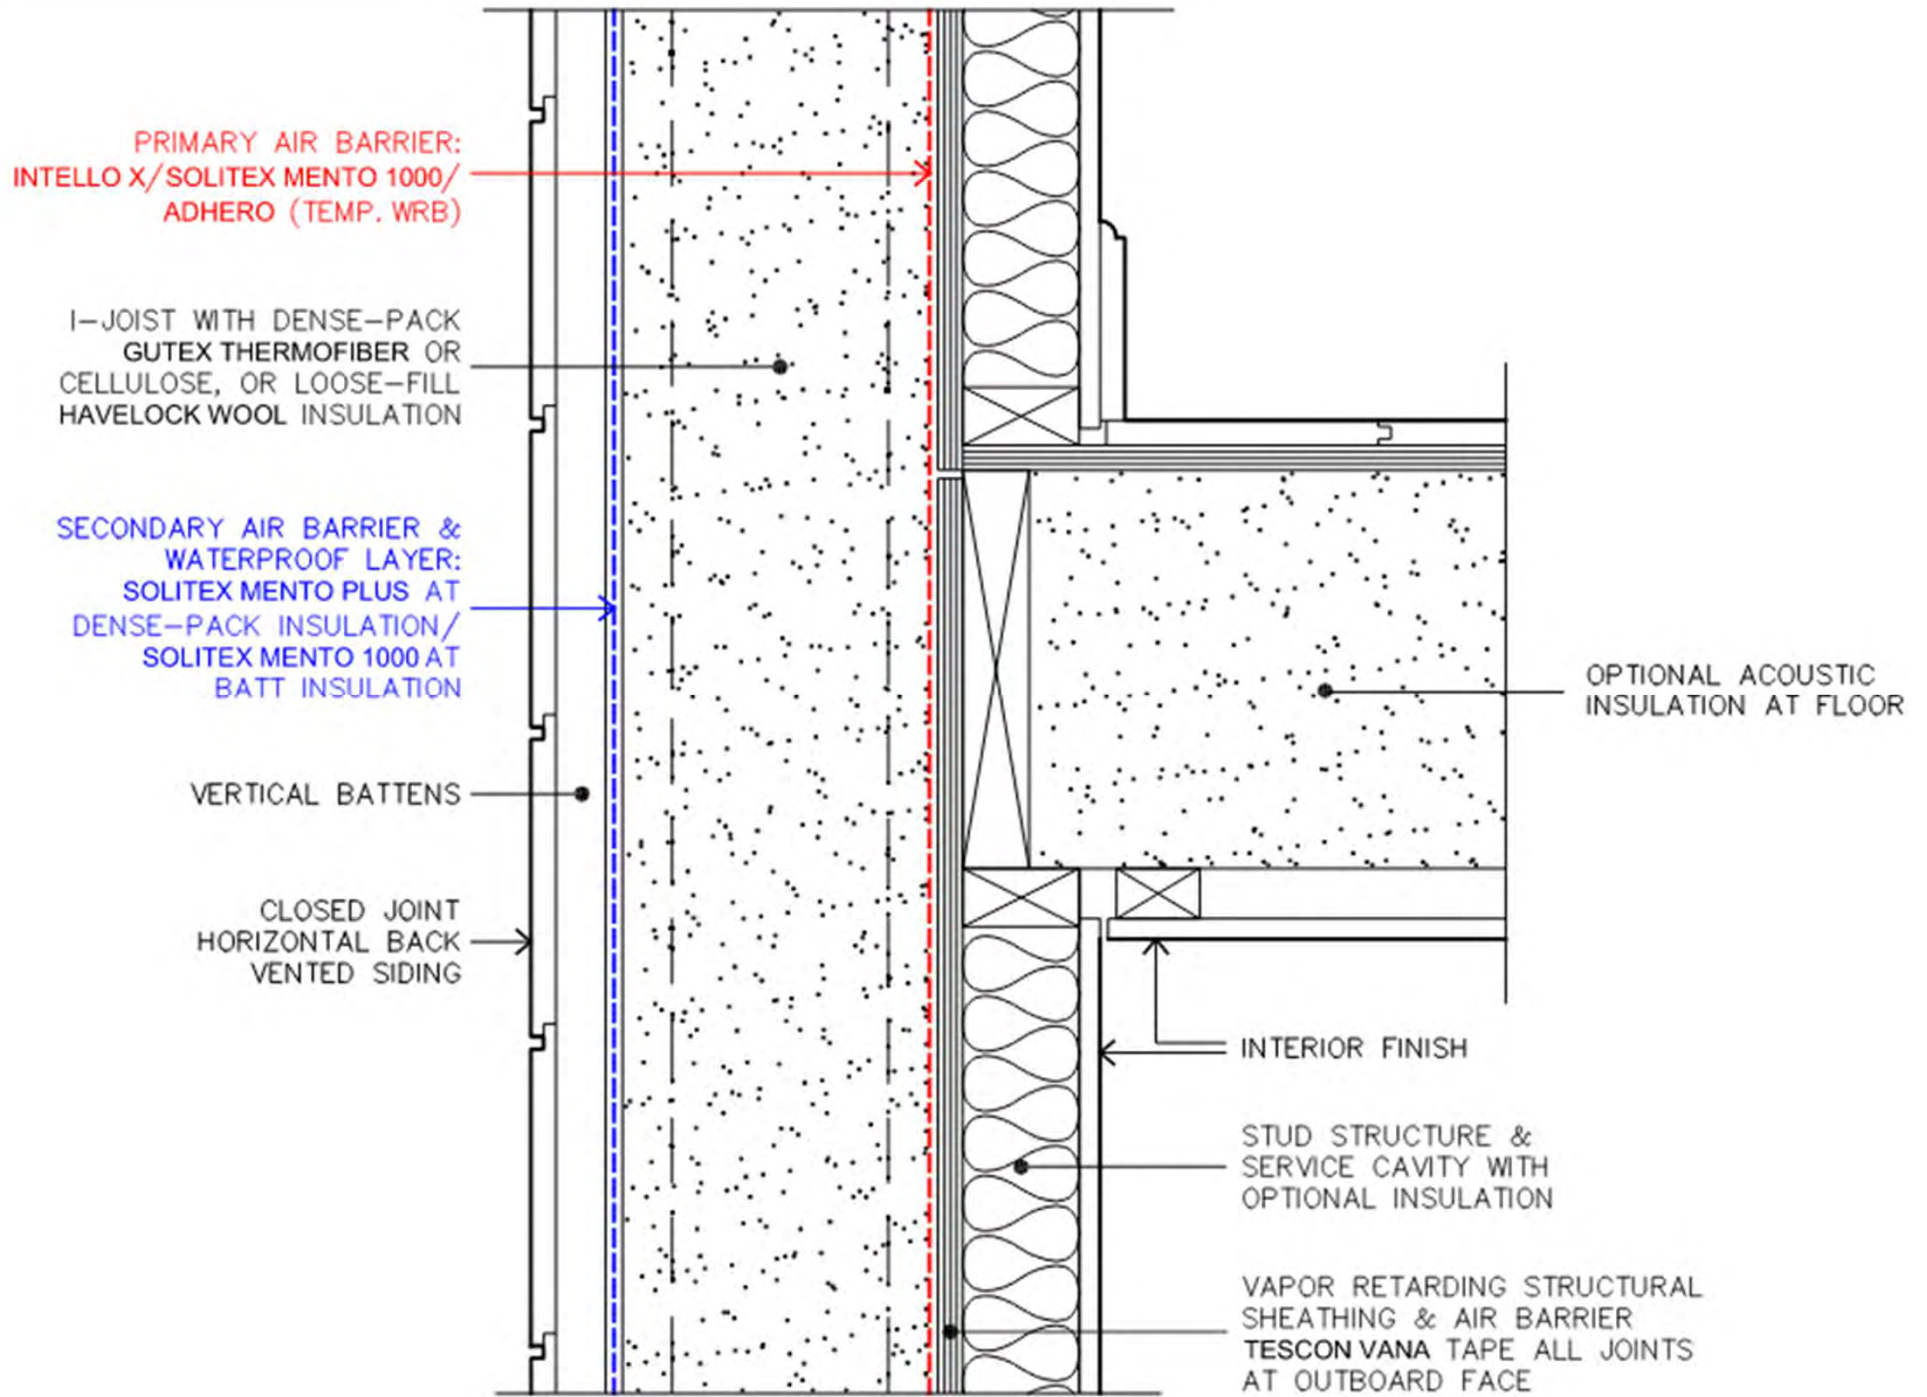 PRIMARY AIR BARRIER:
INTELLO X/SOLITEX MENTO 1000/
ADHERO (TEMP. WRB)
I-JOIST WITH DENSE-PACK
GUTEX THERMOFIBER OR
CELLULOSE, OR LOOSE-FILL
HAVELOCK WOOL INSULATION
SECONDARY AIR BARRIER &
WATERPROOF LAYER:
SOLITEX MENTO PLUS AT
DENSE-PACK INSULATION/
SOLITEX MENTO 1000 AT
BATT INSULATION
VERTICAL BATTENS
CLOSED JOINT
HORIZONTAL BACK
VENTED SIDING
OPTIONAL ACOUSTIC
INSULATION AT FLOOR
INTERIOR FINISH
STUD STRUCTURE &
SERVICE CAVITY WITH
OPTIONAL INSULATION
VAPOR RETARDING STRUCTURAL
SHEATHING & AIR BARRIER
TESCON VANA TAPE ALL JOINTS
AT OUTBOARD FACE